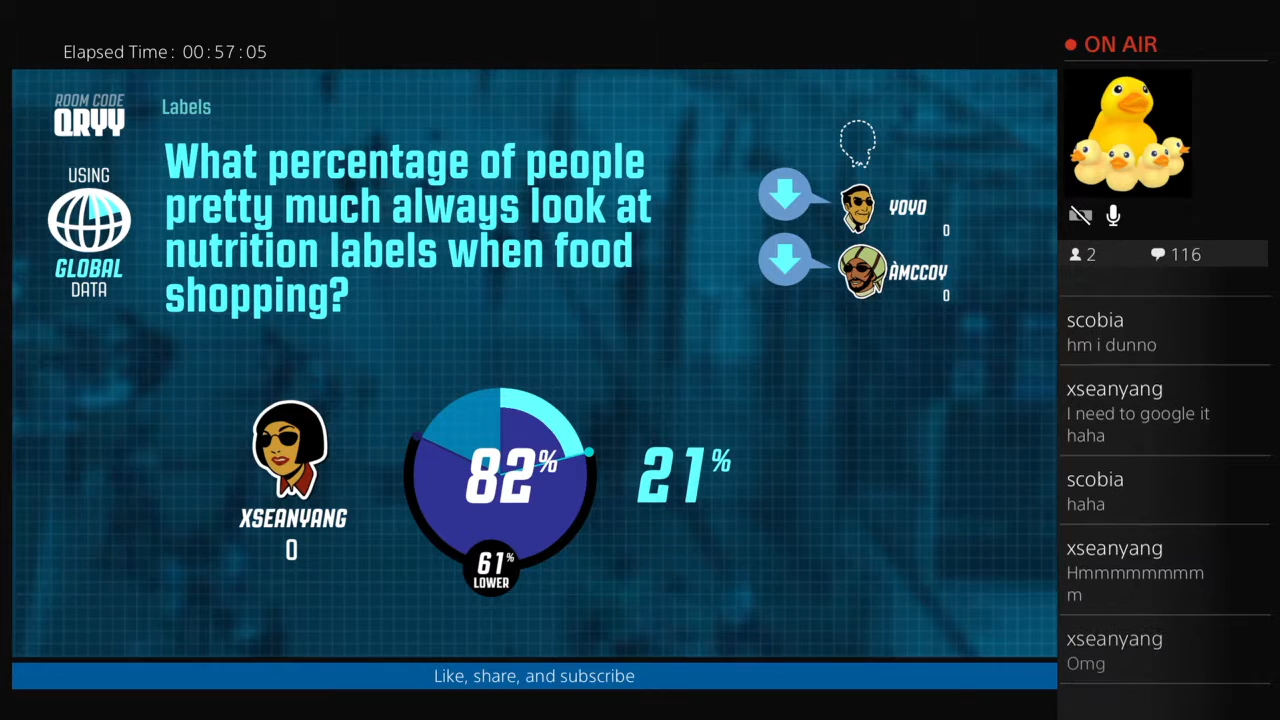 Elapsed Time: 00:57:05
ON AIR
ROOM CODE
QRYY
USING
GLOBAL
DATA
Labels
What percentage of people
pretty much always look at
nutrition labels when food
shopping?
YOYO
0
ÀMCCOY
0
XSEANYANG
0
82%
21%
61%
LOWER
Like, share, and subscribe
2
116
scobia
hm i dunno
xseanyang
I need to google it
haha
scobia
haha
xseanyang
Hmmmmmmmm
m
xseanyang
Omg